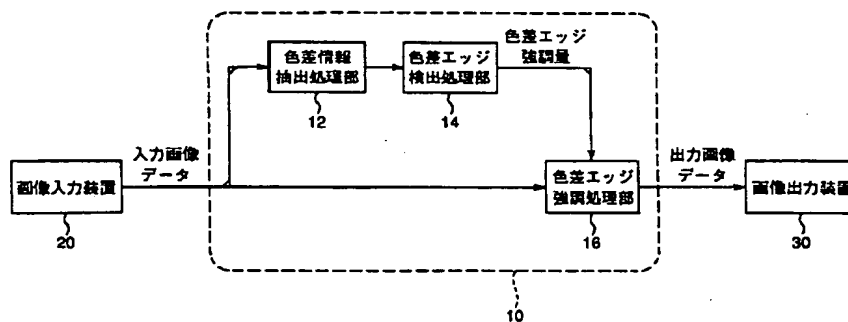 色差情報
抽出処理部
12
色差エッジ
検出処理部
14
色差エッジ
強調量
画像入力装置
20
入力画像
データ
色差エッジ
強調処理部
16
出力画像
データ
画像出力装置
30
10